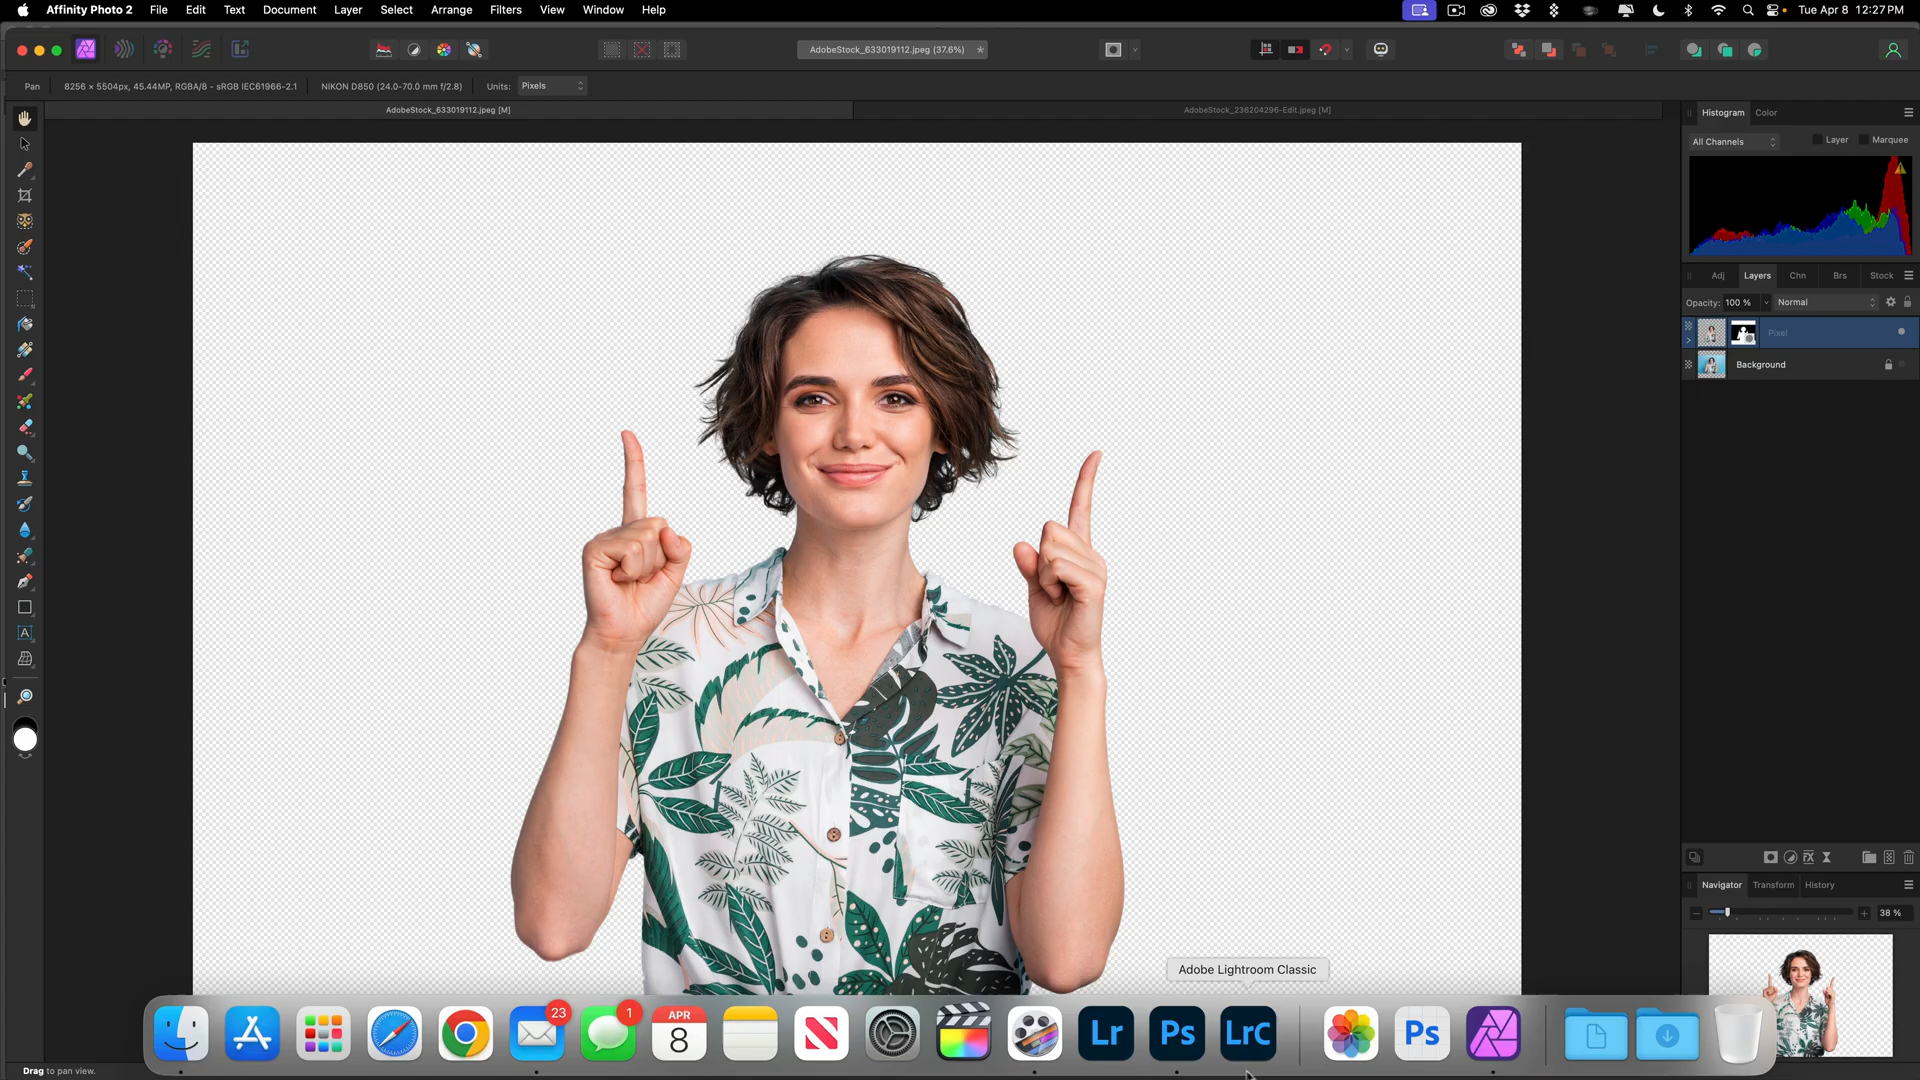 Affinity Photo 2 File Edit Text Document Layer Select Arrange Filters View Window Help Tue Apr 8 12:27 PM
AdobeStock_633019112.jpeg (37.6%)
Pan 8256 × 5504px, 45.44MP, RGBA/8 - sRGB IEC61966-2.1 NIKON D850 (24.0-70.0 mm f/2.8) Units: Pixels
AdobeStock_633019112.jpeg [M] AdobeStock_236204296-Edit.jpeg [M]
Histogram Color
All Channels Layer Marquee
Adj Layers Chn Brs Stock
Opacity: 100 % Normal
Pixel
Background
A
Navigator Transform History
38 %
Adobe Lightroom Classic
23
1
APR
8
Lr
Ps
LrC
Ps
Drag to pan view.